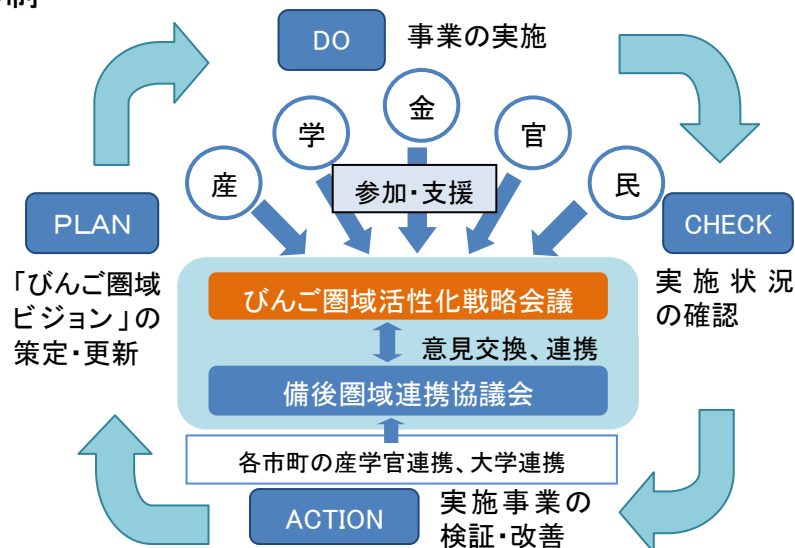 DO
事業の実施
金
学
官
産
民
参加・支援
PLAN
「びんご圏域
ビジョン」の
策定・更新
CHECK
実施状況
の確認
びんご圏域活性化戦略会議
意見交換、連携
備後圏域連携協議会
各市町の産学官連携、大学連携
ACTION
実施事業の
検証・改善